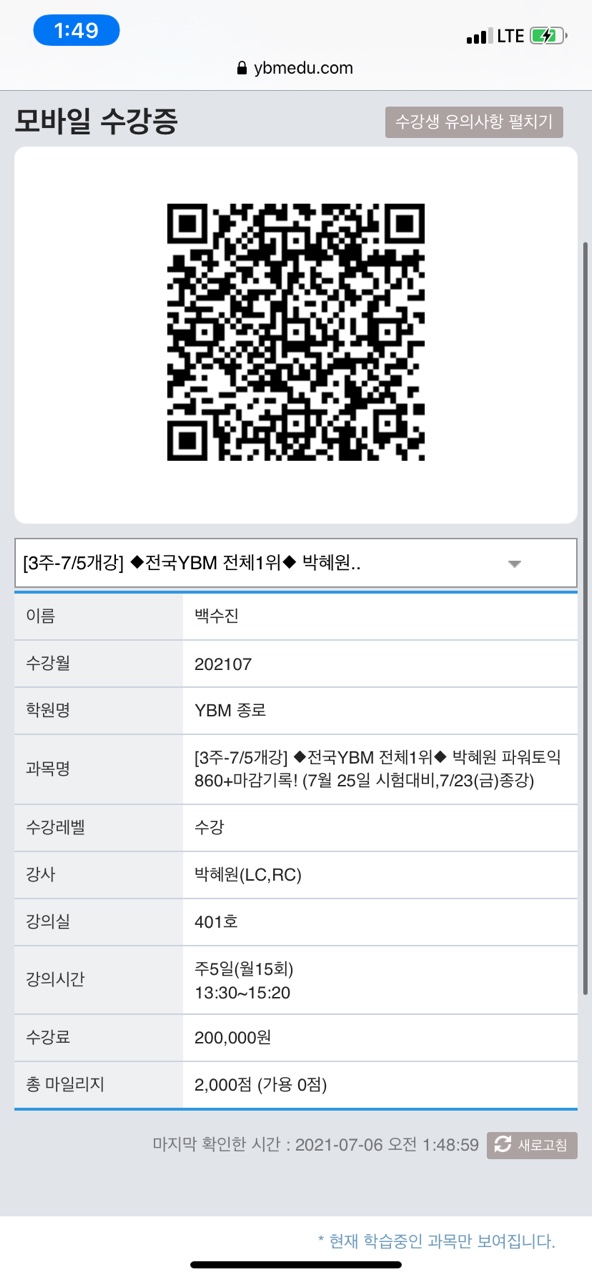 1:49
LTE
ybmedu.com
모바일 수강증
수강생 유의사항 펼치기
[3주-7/5개강] ◆전국YBM 전체1위◆ 박혜원..
이름 백수진
수강월 202107
학원명 YBM 종로
과목명 [3주-7/5개강] ◆전국YBM 전체1위◆ 박혜원 파워토익
860+마감기록! (7월 25일 시험대비,7/23(금)종강)
수강레벨 수강
강사 박혜원(LC,RC)
강의실 401호
강의시간 주5일(월15회)
13:30~15:20
수강료 200,000원
총 마일리지 2,000점 (가용 0점)
마지막 확인한 시간 : 2021-07-06 오전 1:48:59 새로고침
* 현재 학습중인 과목만 보여집니다.